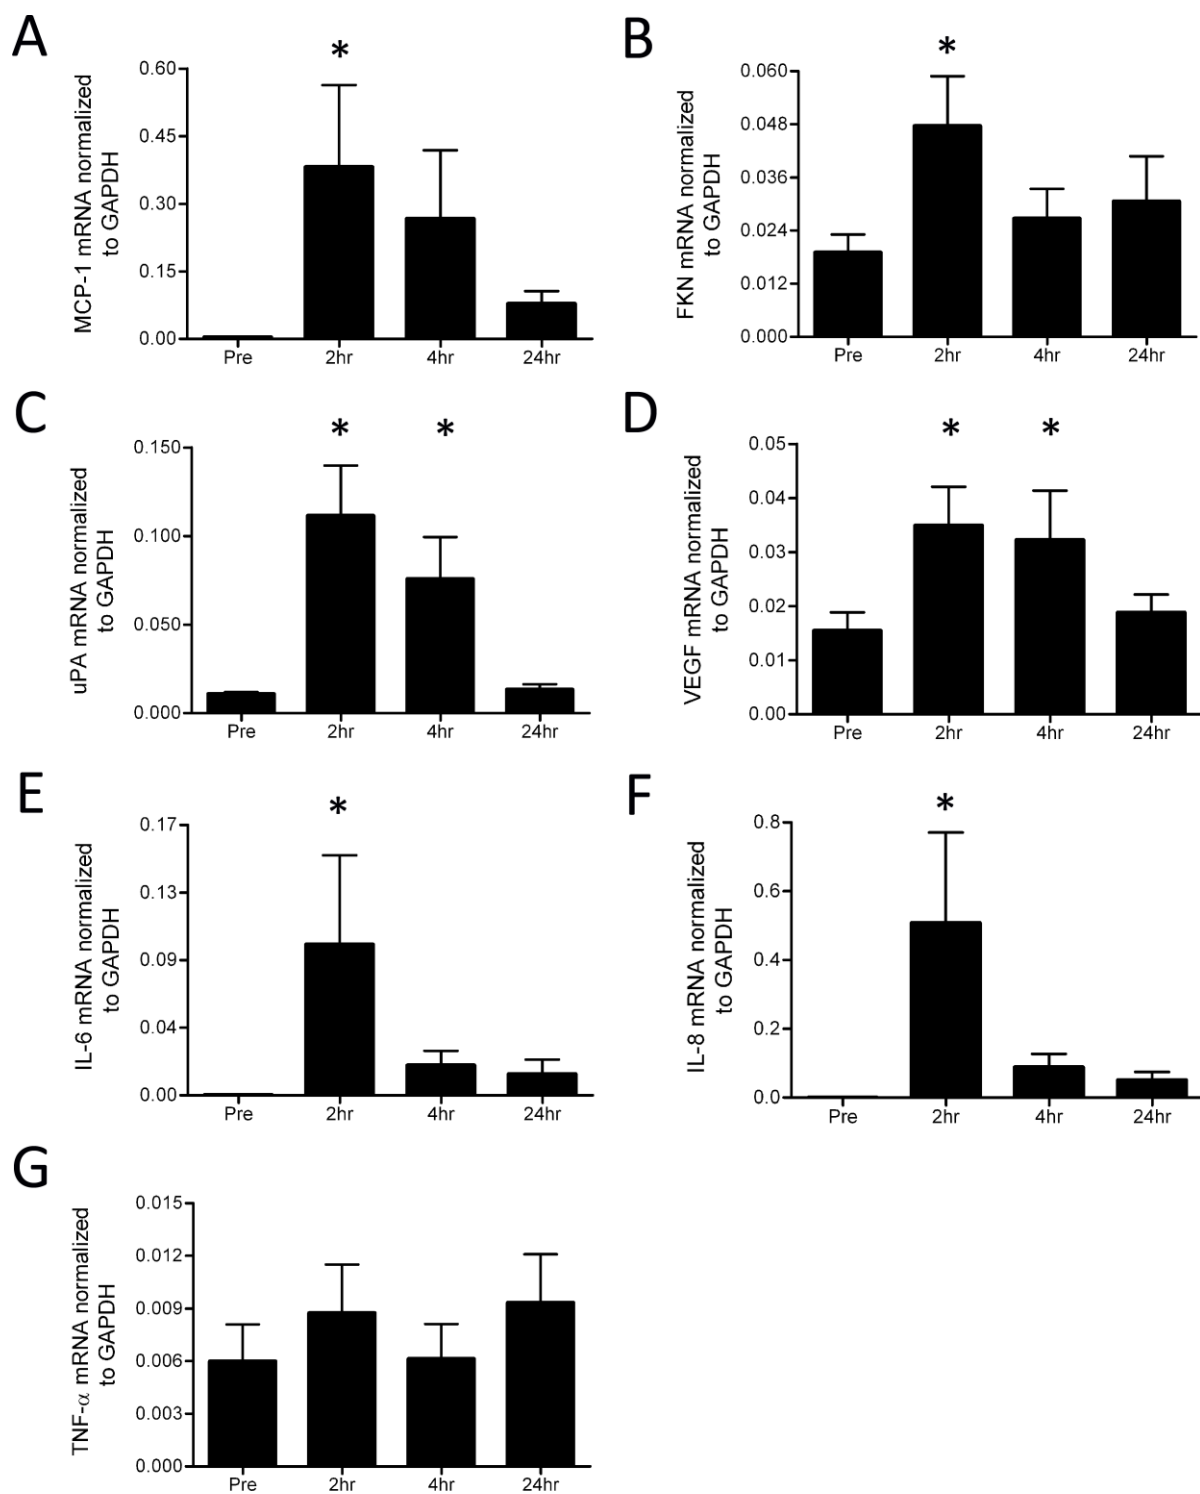 A
MCP-1 mRNA normalized
to GAPDH
*
0.60
0.45
0.30
0.15
0.00
Pre 2hr 4hr 24hr
B
FKN mRNA normalized
to GAPDH
*
0.060
0.048
0.036
0.024
0.012
0.000
Pre 2hr 4hr 24hr
C
uPA mRNA normalized
to GAPDH
* *
0.150
0.100
0.050
0.000
Pre 2hr 4hr 24hr
D
VEGF mRNA normalized
to GAPDH
* *
0.05
0.04
0.03
0.02
0.01
0.00
Pre 2hr 4hr 24hr
E
IL-6 mRNA normalized
to GAPDH
*
0.17
0.13
0.09
0.04
0.00
Pre 2hr 4hr 24hr
F
IL-8 mRNA normalized
to GAPDH
*
0.8
0.6
0.4
0.2
0.0
Pre 2hr 4hr 24hr
G
TNF-α mRNA normalized
to GAPDH
0.015
0.012
0.009
0.006
0.003
0.000
Pre 2hr 4hr 24hr